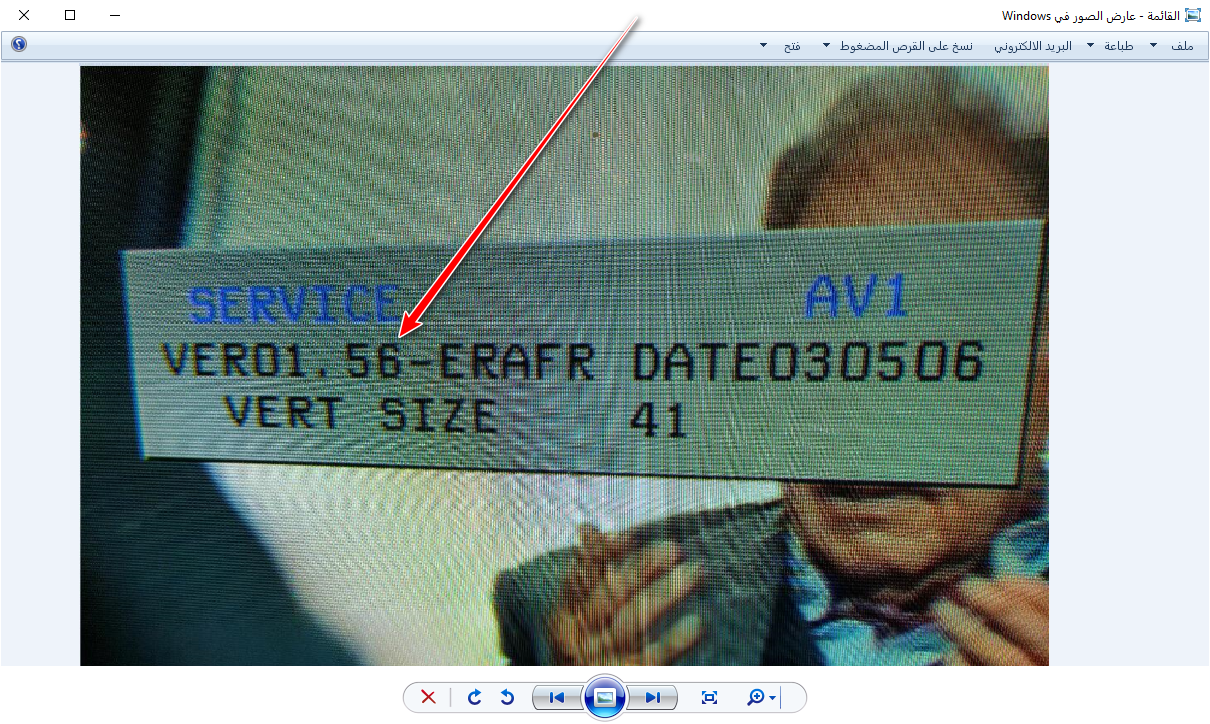 القائمة - عارض الصور في Windows
ملف طباعة البريد الالكتروني نسخ على القرص المضغوط فتح
SERVICE AV1
VER01.56-ERAFR DATE030506
VERT SIZE 41